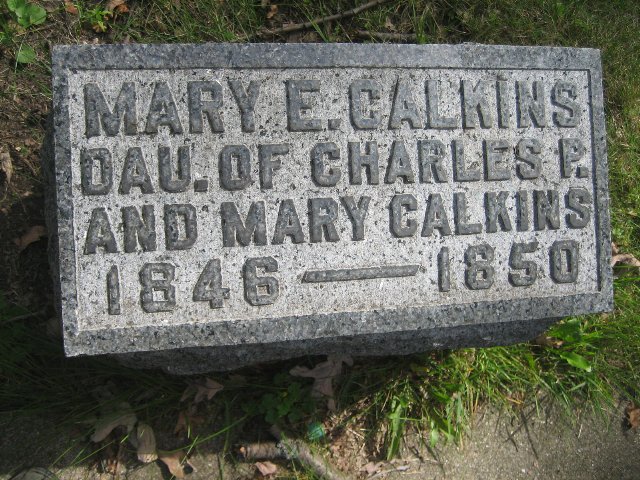 MARY E. CALKINS
DAU. OF CHARLES P.
AND MARY CALKINS
1846 — 1850